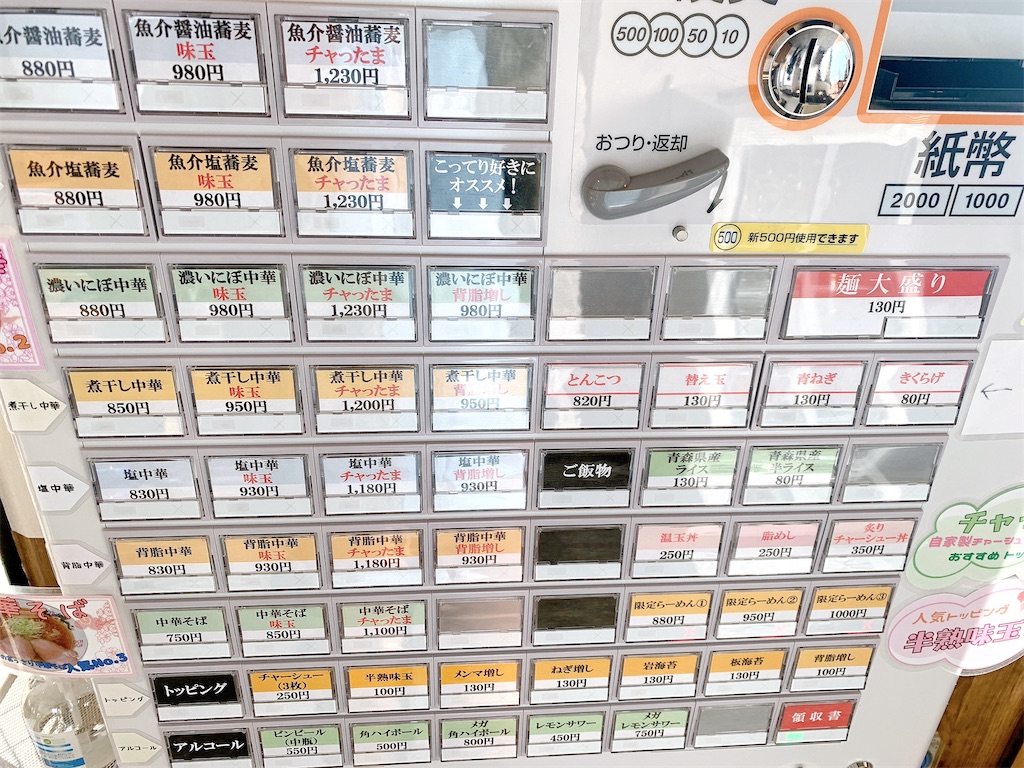 魚介醤油蕎麦
880円
魚介醤油蕎麦
味玉
980円
魚介醤油蕎麦
チャったま
1,230円
500 100 50 10
おつり・返却
紙幣
2000 1000
500 新500円使用できます
魚介塩蕎麦
880円
魚介塩蕎麦
味玉
980円
魚介塩蕎麦
チャったま
1,230円
こってり好きに
オススメ!
↓ ↓ ↓
濃いにぼ中華
880円
濃いにぼ中華
味玉
980円
濃いにぼ中華
チャったま
1,230円
濃いにぼ中華
背脂増し
980円
麺大盛り
130円
煮干し中華
煮干し中華
850円
煮干し中華
味玉
950円
煮干し中華
チャったま
1,200円
煮干し中華
背脂増し
950円
とんこつ
820円
替え玉
130円
青ねぎ
130円
きくらげ
80円
塩中華
塩中華
830円
塩中華
味玉
930円
塩中華
チャったま
1,180円
塩中華
背脂増し
930円
ご飯物
青森県産
ライス
130円
青森県産
半ライス
80円
背脂中華
背脂中華
830円
背脂中華
味玉
930円
背脂中華
チャったま
1,180円
背脂中華
背脂増し
930円
温玉丼
250円
脂めし
250円
炙り
チャーシュー丼
350円
中華そば
750円
中華そば
味玉
850円
中華そば
チャったま
1,100円
限定らーめん①
880円
限定らーめん②
950円
限定らーめん③
1000円
トッピング
トッピング
チャーシュー
(3枚)
250円
半熟味玉
100円
メンマ増し
130円
ねぎ増し
130円
岩海苔
130円
板海苔
130円
背脂増し
100円
アルコール
アルコール
ビンビール
(中瓶)
550円
角ハイボール
500円
メガ
角ハイボール
800円
レモンサワー
450円
メガ
レモンサワー
750円
領収書
チャ
自家製チャーシュ
おすすめトッ
人気トッピング
半熟味玉
そば
人気No.3
.2